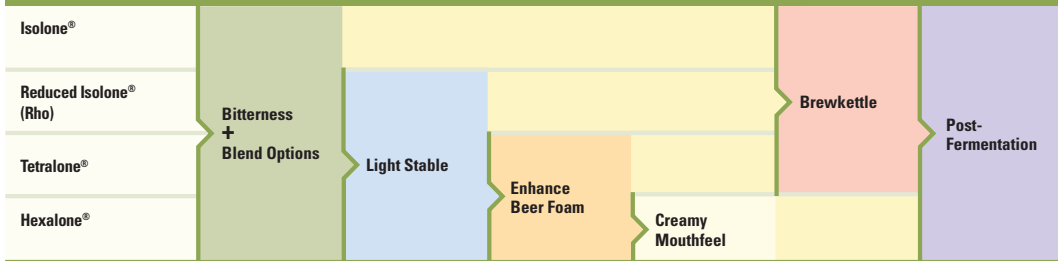 Isolone®
Reduced Isolone®
(Rho)
Tetralone®
Hexalone®
Bitterness
+
Blend Options
Light Stable
Enhance
Beer Foam
Creamy
Mouthfeel
Brewkettle
Post-
Fermentation